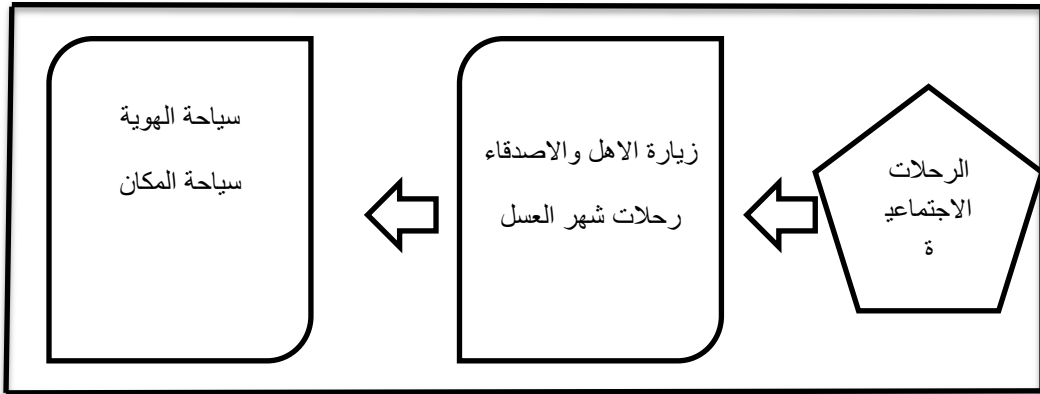 الرحلات
الاجتماعي
ة
زيارة الاهل والاصدقاء
رحلات شهر العسل
سياحة الهوية
سياحة المكان